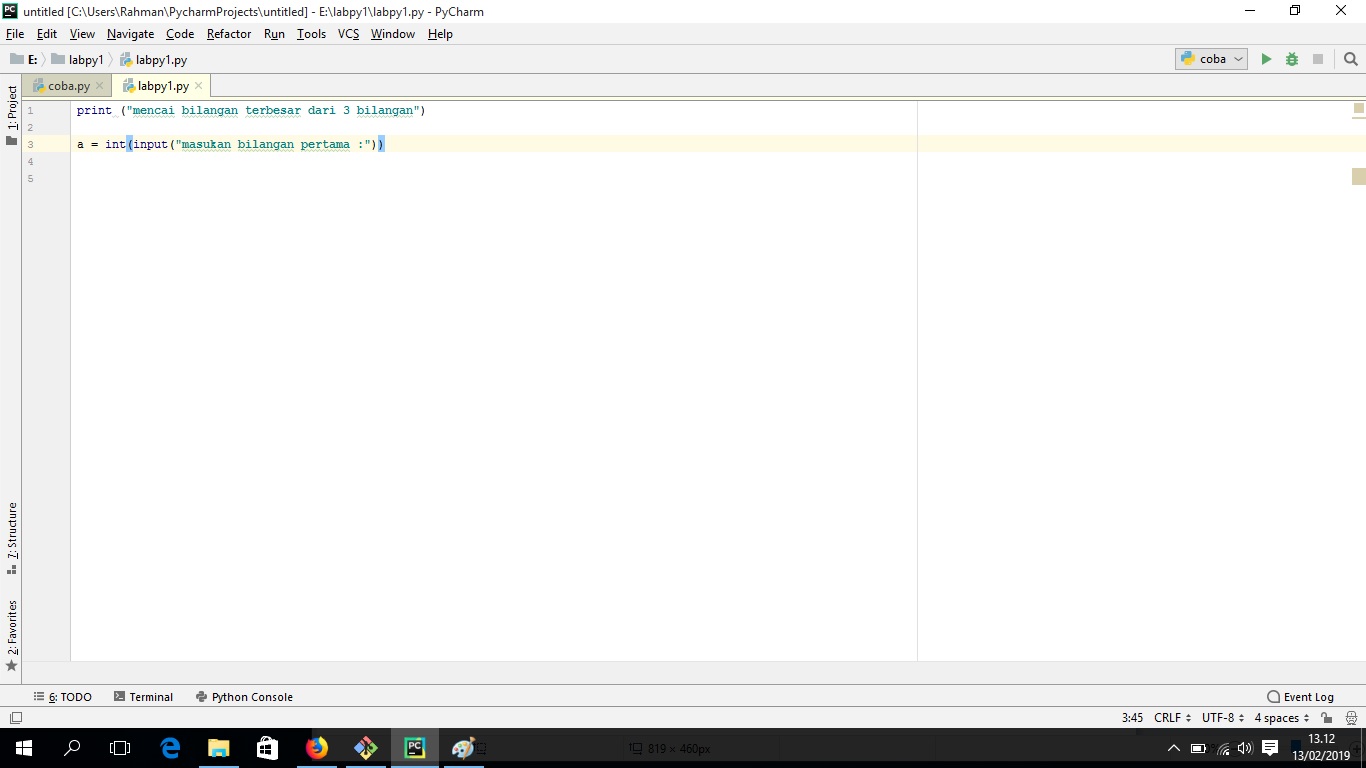 PC untitled [C:\Users\Rahman\PycharmProjects\untitled] - E:\labpy1\labpy1.py - PyCharm
File Edit View Navigate Code Refactor Run Tools VCS Window Help
E: labpy1 labpy1.py coba
coba.py labpy1.py
1: Project
1 print ("mencai bilangan terbesar dari 3 bilangan")
2
3 a = int(input("masukan bilangan pertama :"))
4
5
7: Structure
2: Favorites
6: TODO Terminal Python Console Event Log
3:45 CRLF UTF-8 4 spaces
PC 819 × 460px 13.12
13/02/2019